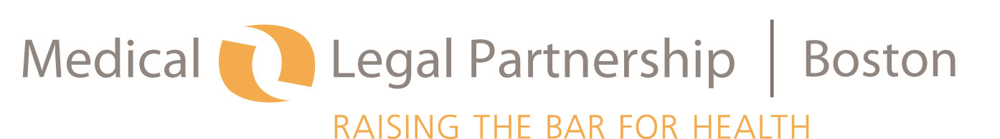 Medical Legal Partnership | Boston
RAISING THE BAR FOR HEALTH